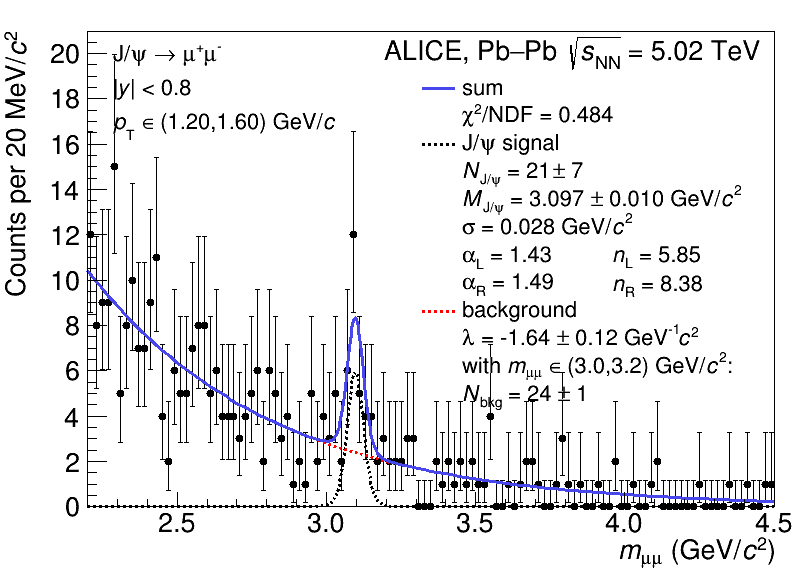 J/ψ → μ⁺μ⁻
|y| < 0.8
p_T ∈ (1.20,1.60) GeV/c
ALICE, Pb–Pb √s_NN = 5.02 TeV
sum
χ²/NDF = 0.484
J/ψ signal
N_J/ψ = 21 ± 7
M_J/ψ = 3.097 ± 0.010 GeV/c²
σ = 0.028 GeV/c²
α_L = 1.43 n_L = 5.85
α_R = 1.49 n_R = 8.38
background
λ = -1.64 ± 0.12 GeV⁻¹c²
with m_μμ ∈ (3.0,3.2) GeV/c²:
N_bkg = 24 ± 1
Counts per 20 MeV/c²
20
18
16
14
12
10
8
6
4
2
0
2.5 3.0 3.5 4.0 4.5
m_μμ (GeV/c²)